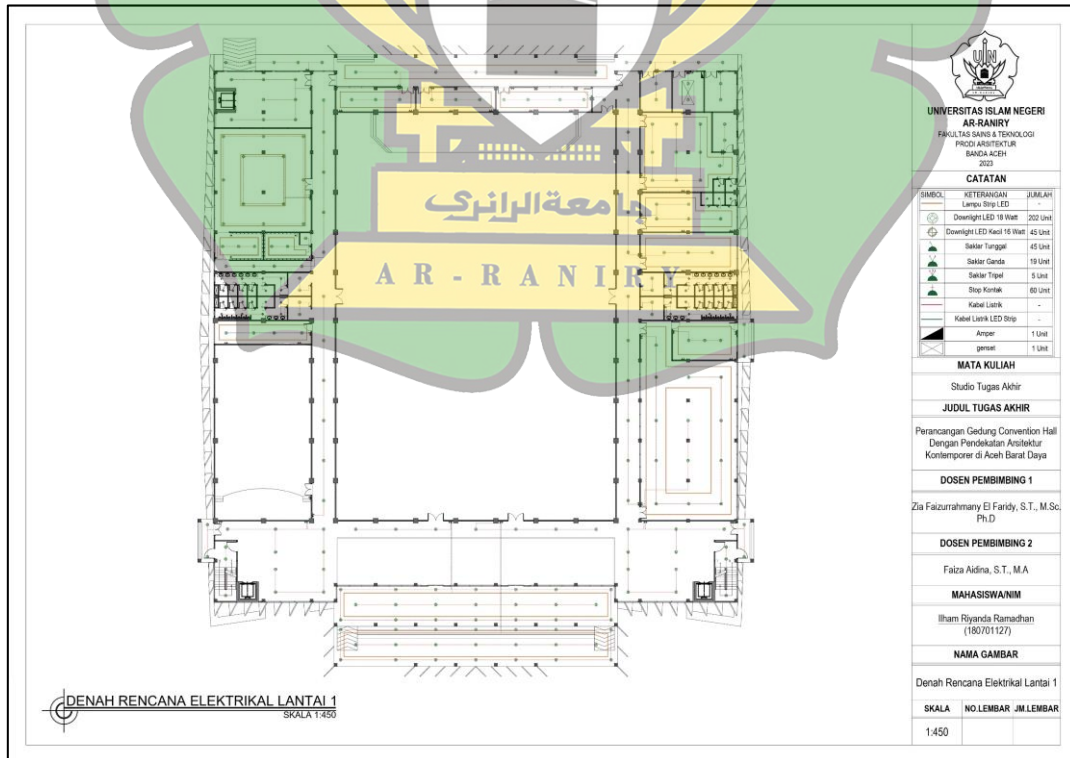 جامعةالرانري
AR - RANIRY
DENAH RENCANA ELEKTRIKAL LANTAI 1
SKALA 1:450
UIN
UNIVERSITAS ISLAM NEGERI
AR-RANIRY
FAKULTAS SAINS & TEKNOLOGI
PRODI ARSITEKTUR
BANDA ACEH
2023
CATATAN
SIMBOL KETERANGAN JUMLAH
Lampu Strip LED -
Downlight LED 18 Watt 202 Unit
Downlight LED Kecil 16 Watt 45 Unit
Saklar Tunggal 45 Unit
Saklar Ganda 19 Unit
Saklar Tripel 5 Unit
Stop Kontak 60 Unit
Kabel Listrik -
Kabel Listrik LED Strip -
Amper 1 Unit
genset 1 Unit
MATA KULIAH
Studio Tugas Akhir
JUDUL TUGAS AKHIR
Perancangan Gedung Convention Hall
Dengan Pendekatan Arsitektur
Kontemporer di Aceh Barat Daya
DOSEN PEMBIMBING 1
Zia Faizurrahmany El Faridy, S.T., M.Sc.
Ph.D
DOSEN PEMBIMBING 2
Faiza Aidina, S.T., M.A
MAHASISWA/NIM
Ilham Riyanda Ramadhan
(180701127)
NAMA GAMBAR
Denah Rencana Elektrikal Lantai 1
SKALA NO.LEMBAR JM.LEMBAR
1:450